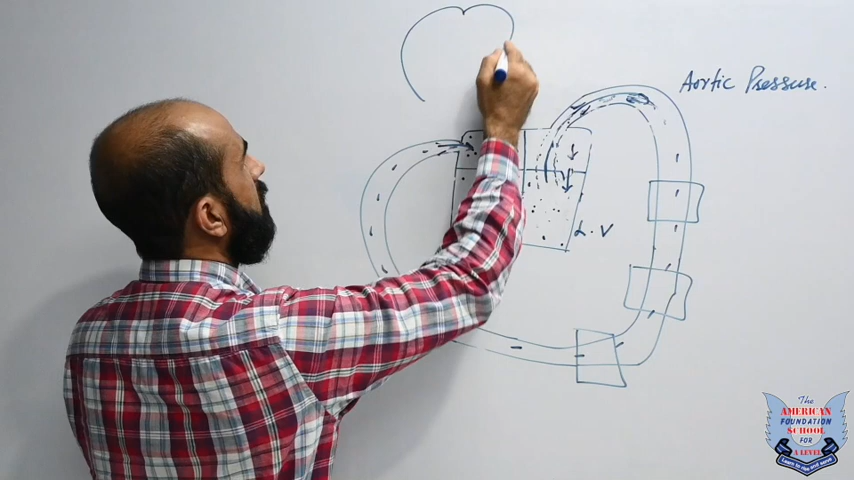 Aortic Pressure.
L.V
The
AMERICAN
FOUNDATION
SCHOOL
FOR
A LEVEL